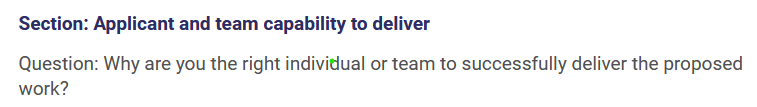 Section: Applicant and team capability to deliver
Question: Why are you the right individual or team to successfully deliver the proposed
work?